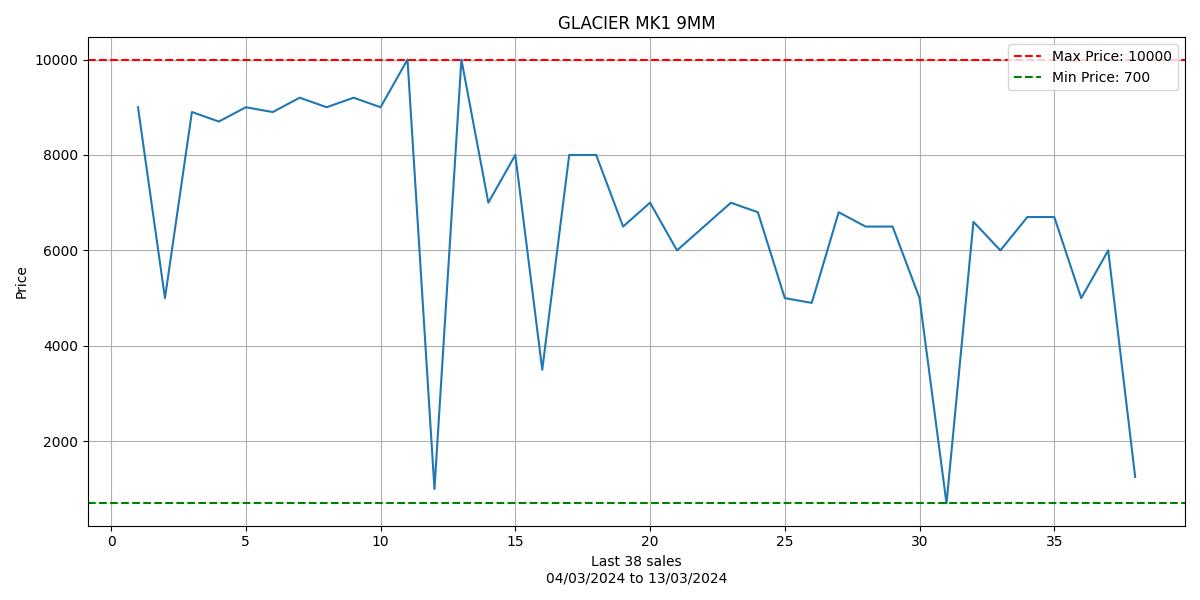 GLACIER MK1 9MM
Max Price: 10000
Min Price: 700
10000
8000
6000
4000
2000
Price
0 5 10 15 20 25 30 35
Last 38 sales
04/03/2024 to 13/03/2024